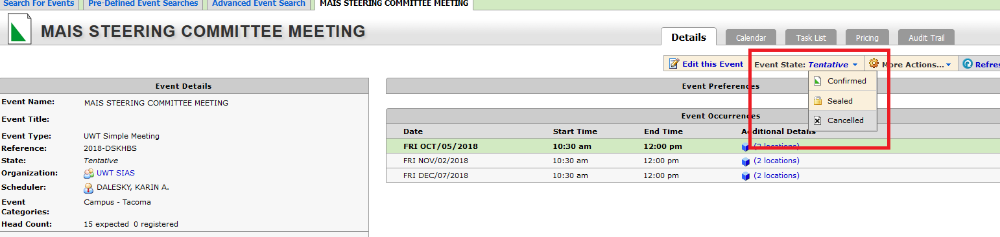 Search For Events Pre-Defined Event Searches Advanced Event Search MAIS STEERING COMMITTEE MEETING
MAIS STEERING COMMITTEE MEETING
Details Calendar Task List Pricing Audit Trail
Edit this Event Event State: Tentative More Actions... Refres
Confirmed
Sealed
Cancelled
Event Details
Event Name: MAIS STEERING COMMITTEE MEETING
Event Title:
Event Type: UWT Simple Meeting
Reference: 2018-DSKHBS
State: Tentative
Organization: UWT SIAS
Scheduler: DALESKY, KARIN A.
Event Categories: Campus - Tacoma
Head Count: 15 expected 0 registered
Event Preferences
Event Occurrences
Date Start Time End Time Additional Details
FRI OCT/05/2018 10:30 am 12:00 pm (2 locations)
FRI NOV/02/2018 10:30 am 12:00 pm (2 locations)
FRI DEC/07/2018 10:30 am 12:00 pm (2 locations)